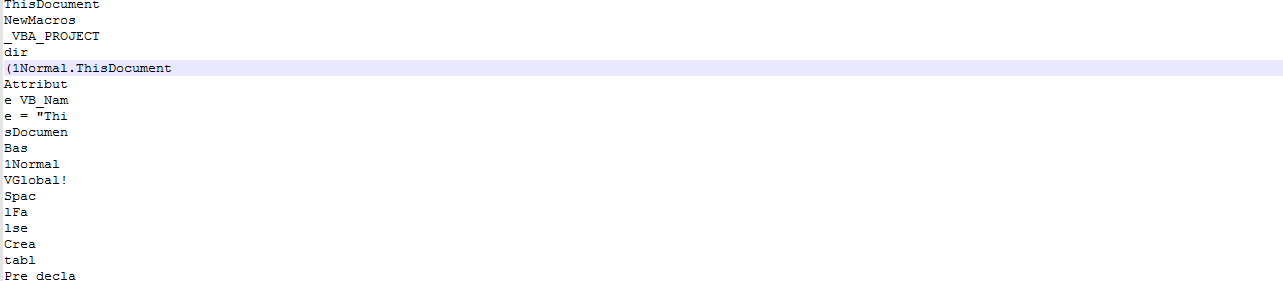 ThisDocument
NewMacros
_VBA_PROJECT
dir
(1Normal.ThisDocument
Attribut
e VB_Nam
e = "Thi
sDocumen
Bas
1Normal
VGlobal!
Spac
lFa
lse
Crea
tabl
Pre decla